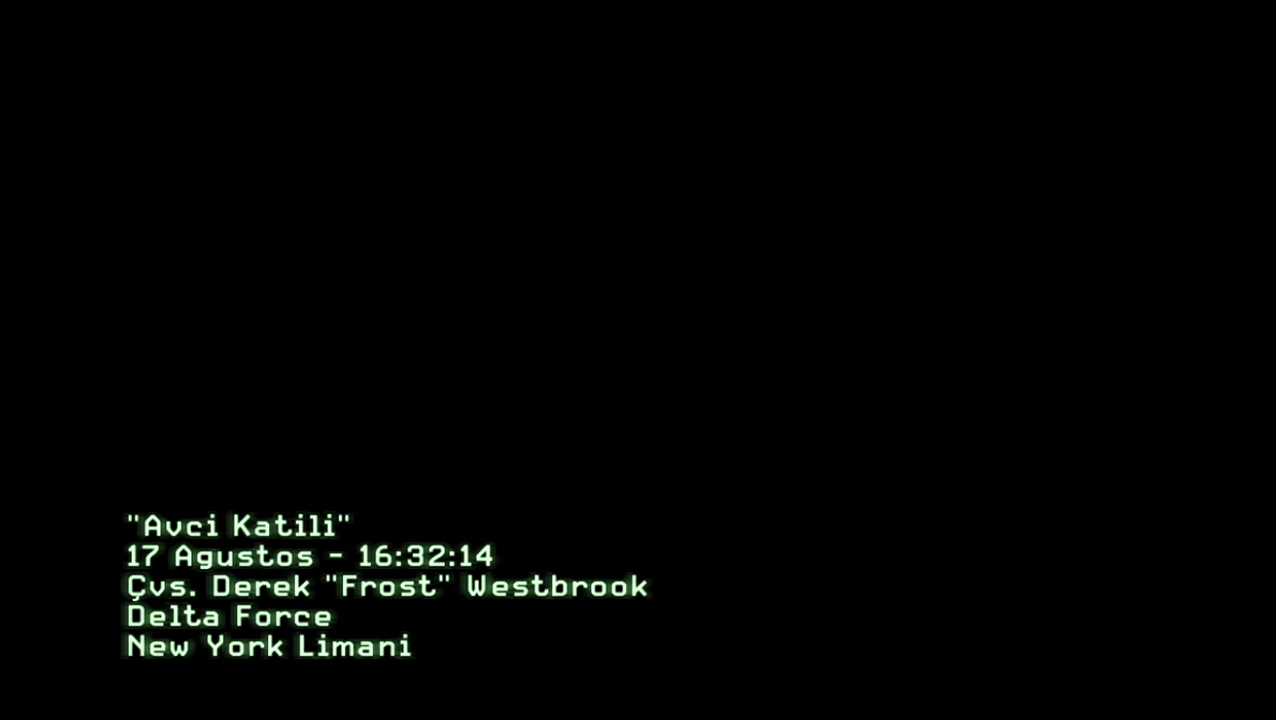 "Avci Katili"
17 Agustos - 16:32:14
Çvs. Derek "Frost" Westbrook
Delta Force
New York Limani